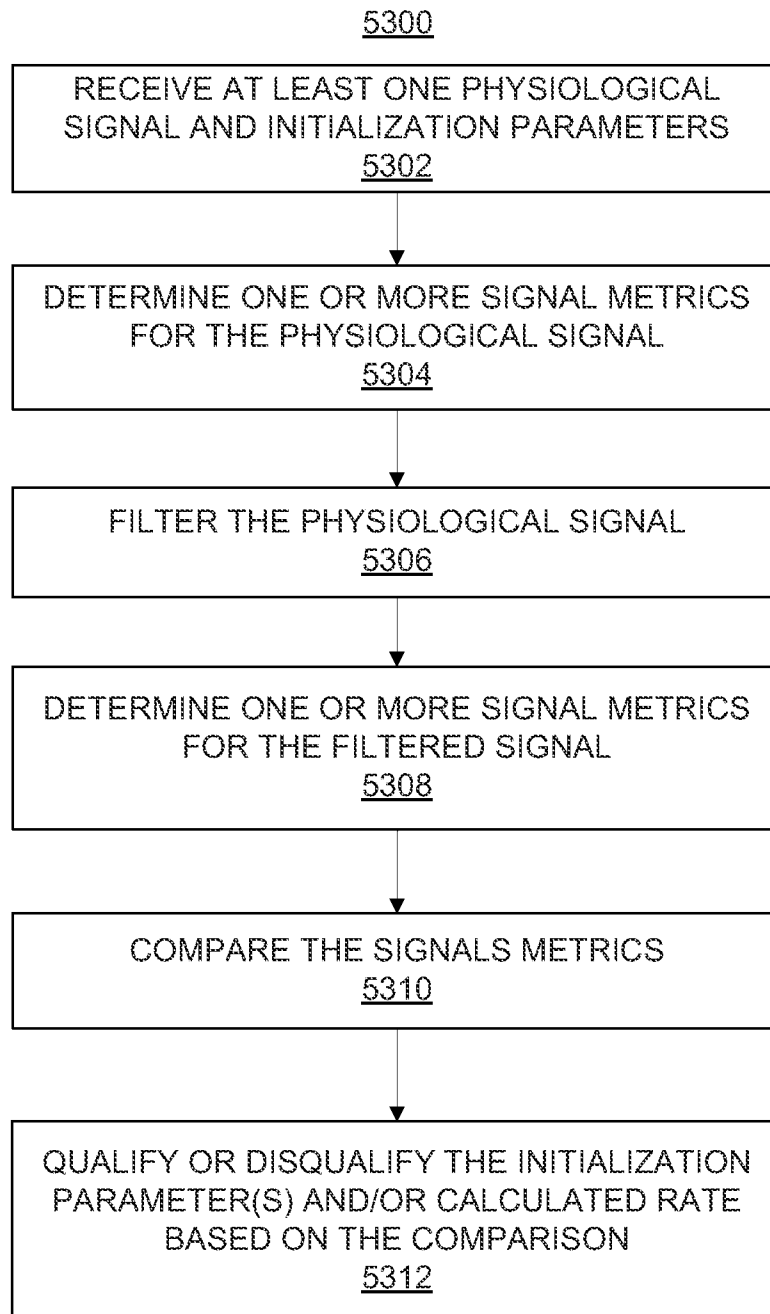 5300
RECEIVE AT LEAST ONE PHYSIOLOGICAL
SIGNAL AND INITIALIZATION PARAMETERS
5302
DETERMINE ONE OR MORE SIGNAL METRICS
FOR THE PHYSIOLOGICAL SIGNAL
5304
FILTER THE PHYSIOLOGICAL SIGNAL
5306
DETERMINE ONE OR MORE SIGNAL METRICS
FOR THE FILTERED SIGNAL
5308
COMPARE THE SIGNALS METRICS
5310
QUALIFY OR DISQUALIFY THE INITIALIZATION
PARAMETER(S) AND/OR CALCULATED RATE
BASED ON THE COMPARISON
5312